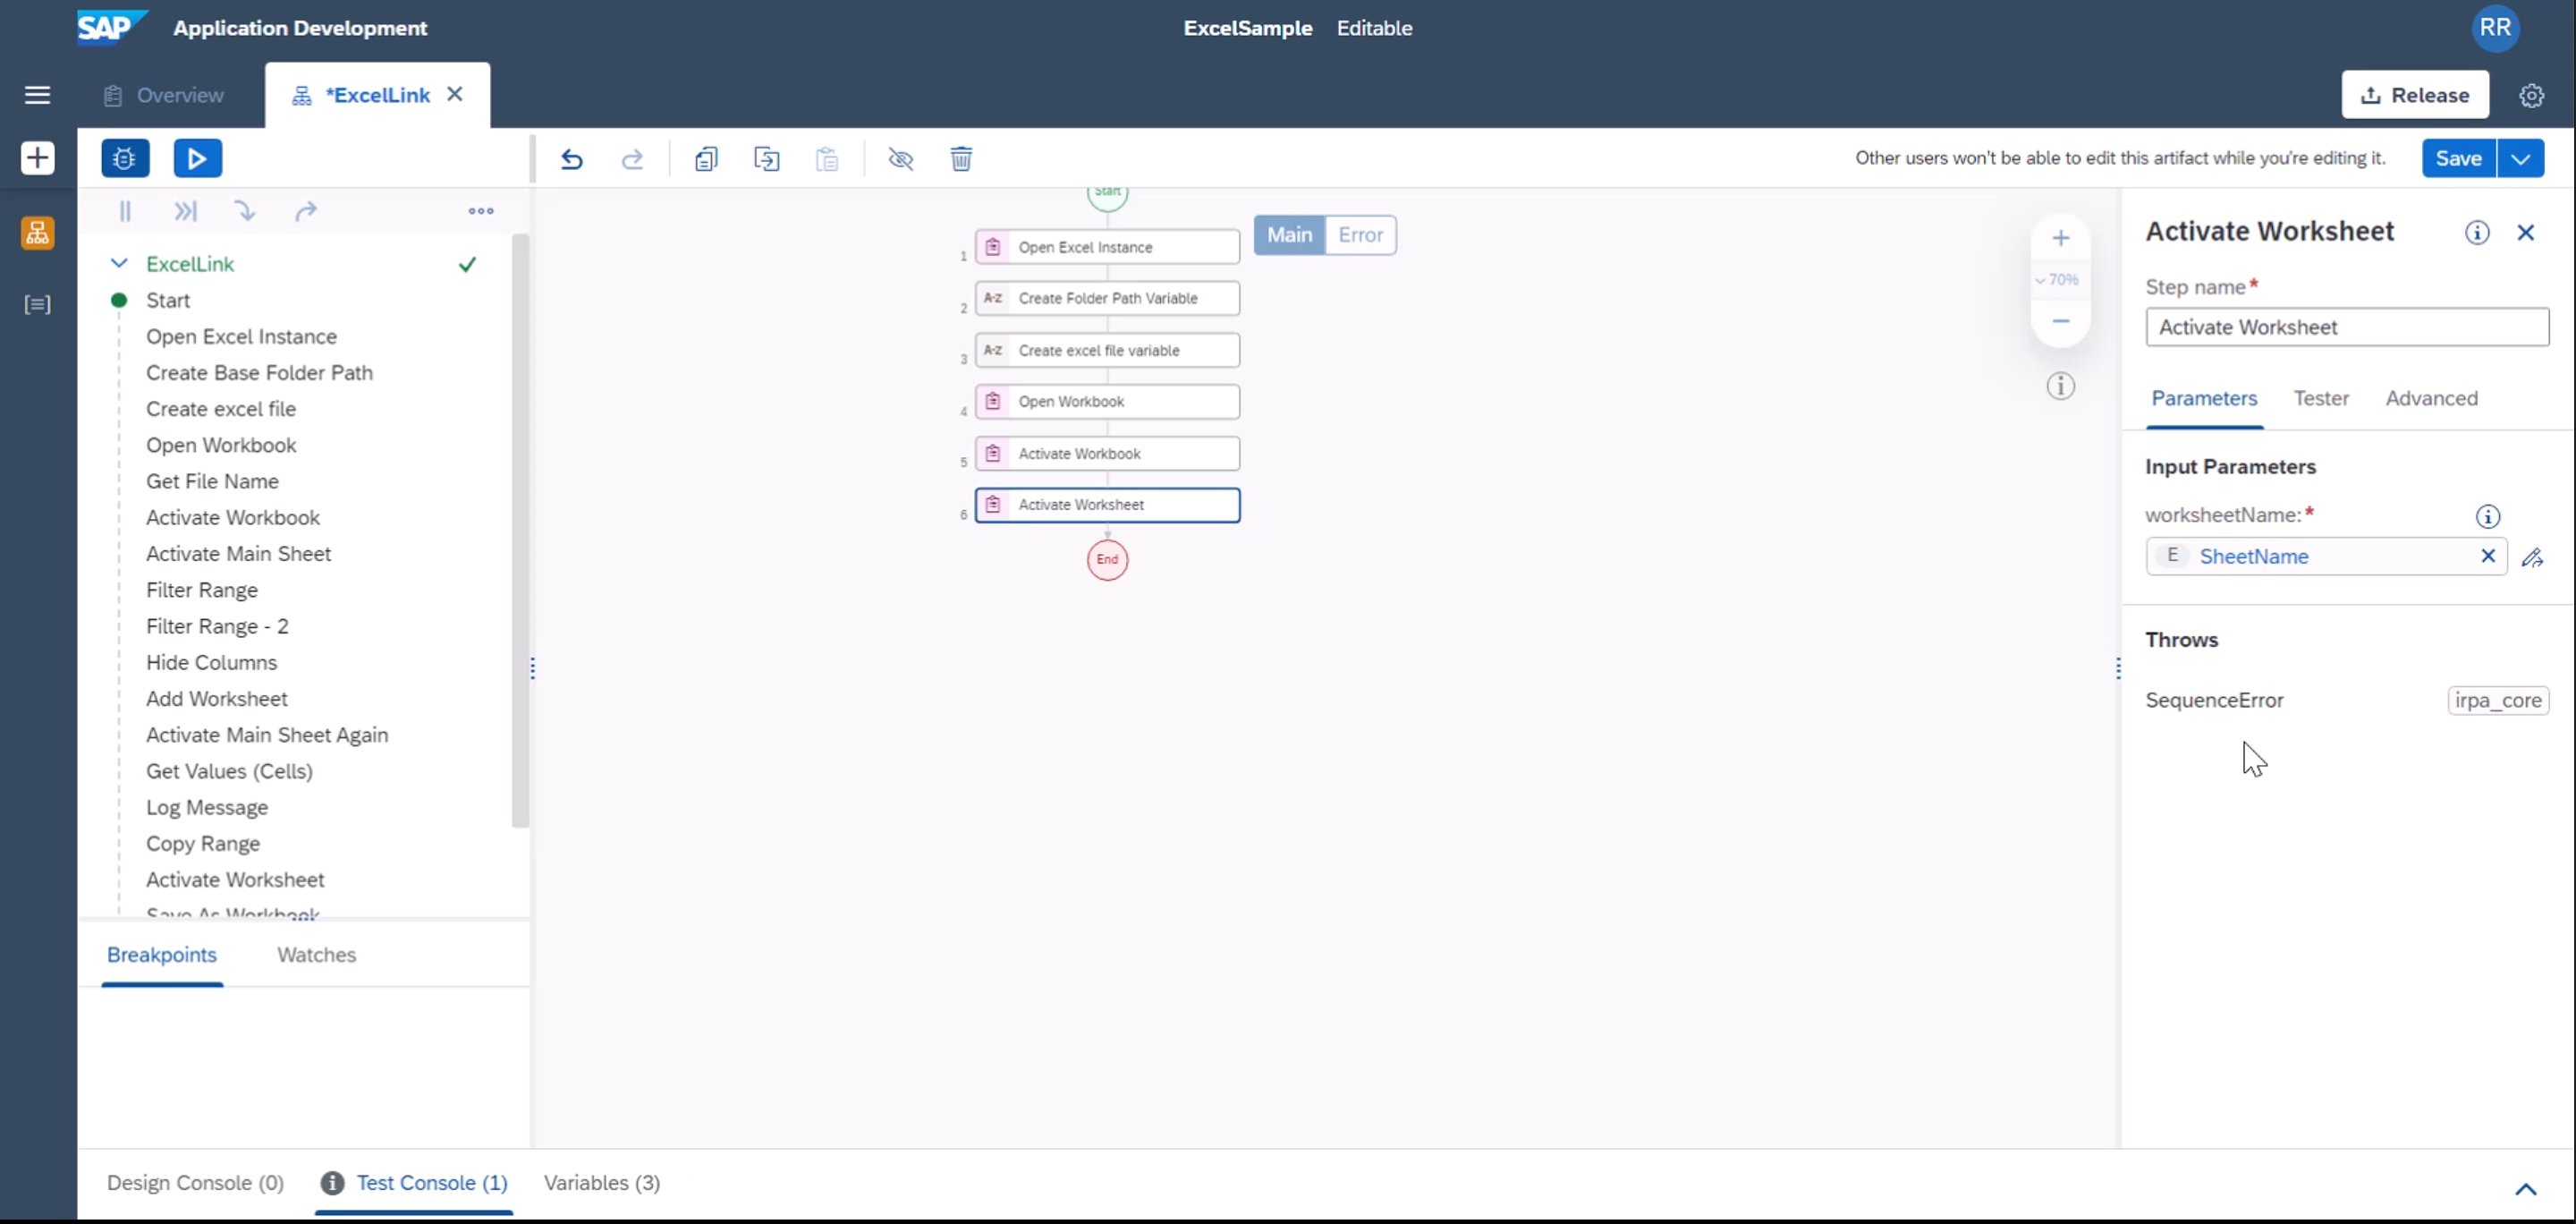 SAP Application Development
ExcelSample Editable
RR
Overview
*ExcelLink
Release
Other users won't be able to edit this artifact while you're editing it.
Save
ExcelLink
Start
Open Excel Instance
Create Base Folder Path
Create excel file
Open Workbook
Get File Name
Activate Workbook
Activate Main Sheet
Filter Range
Filter Range - 2
Hide Columns
Add Worksheet
Activate Main Sheet Again
Get Values (Cells)
Log Message
Copy Range
Activate Worksheet
Save As Workbook
Breakpoints
Watches
Start
Main Error
1 Open Excel Instance
2 A-Z Create Folder Path Variable
3 A-Z Create excel file variable
4 Open Workbook
5 Activate Workbook
6 Activate Worksheet
End
70%
Activate Worksheet
Step name*
Activate Worksheet
Parameters Tester Advanced
Input Parameters
worksheetName:*
E SheetName
Throws
SequenceError irpa_core
Design Console (0) Test Console (1) Variables (3)